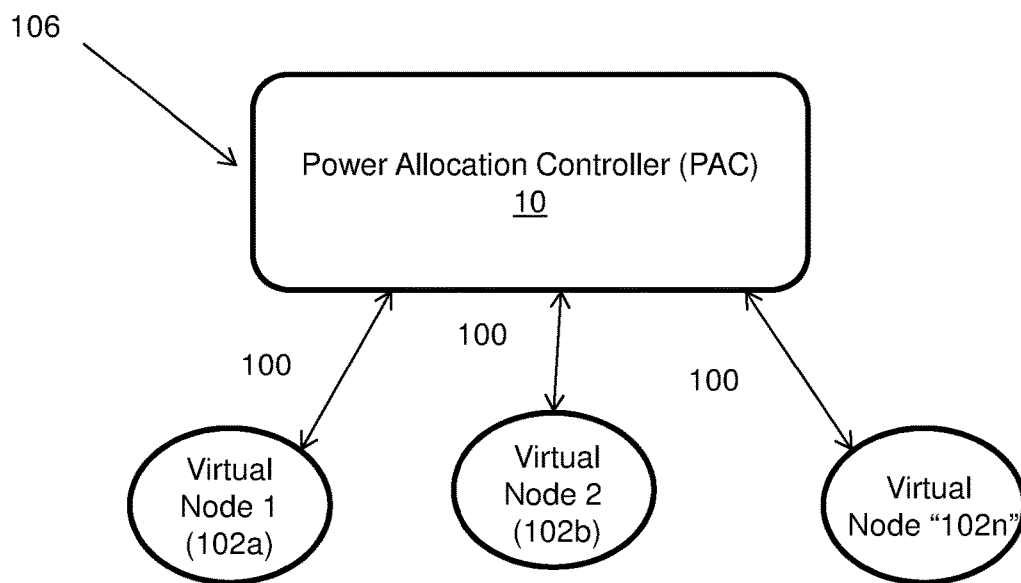 106
Power Allocation Controller (PAC)
10
100
100
100
Virtual
Node 1
(102a)
Virtual
Node 2
(102b)
Virtual
Node “102n”